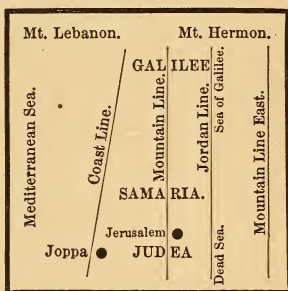 Mt. Lebanon.
Mt. Hermon.
GALILEE
Mediterranean Sea.
Coast Line.
Mountain Line.
Jordan Line.
Sea of Galilee.
Mountain Line East.
SAMARIA.
Jerusalem
Joppa
JUDEA
Dead Sea.